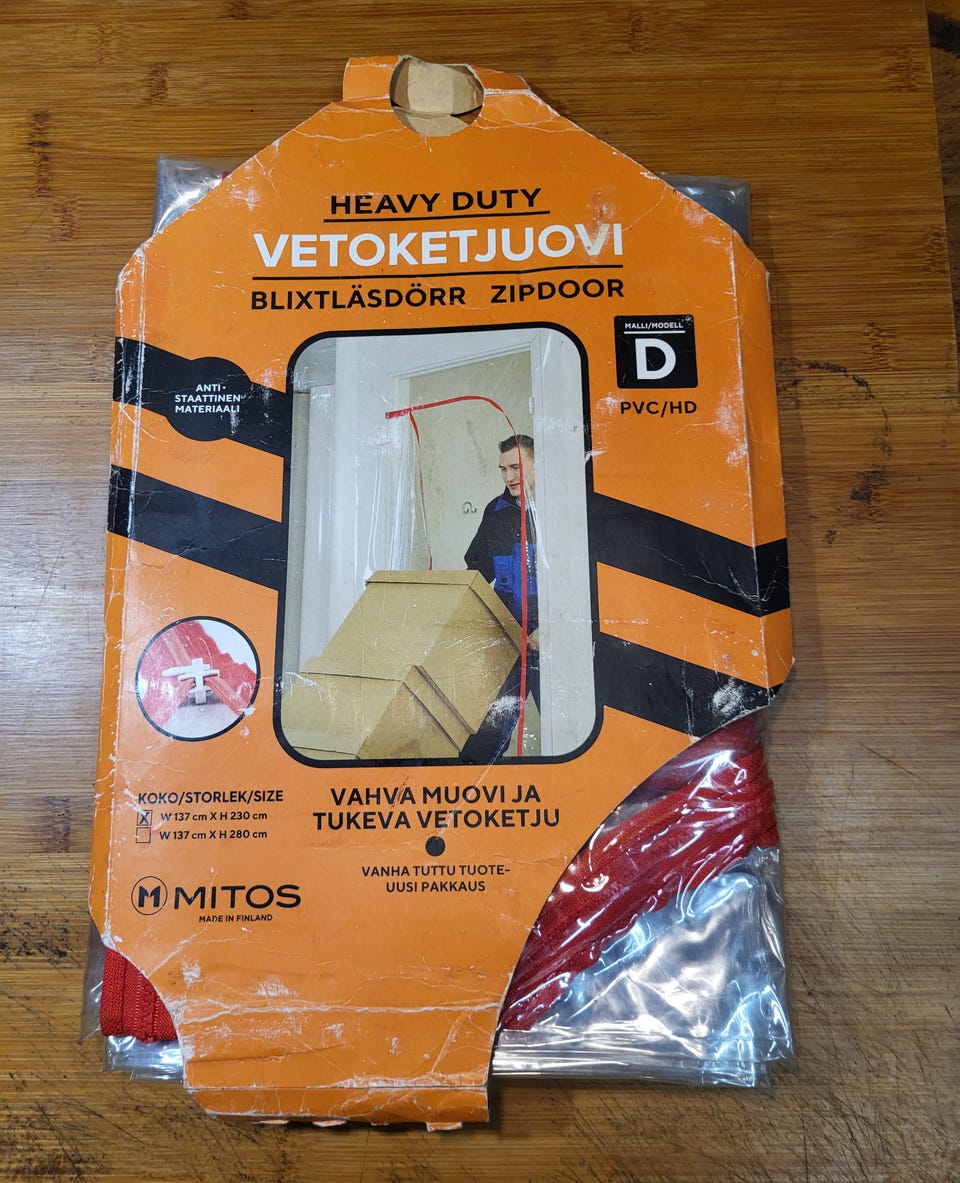 HEAVY DUTY
VETOKETJUOVI
BLIXTLÄSDÖRR ZIPDOOR
MALLI/MODELL
D
PVC/HD
ANTI-
STAATTINEN
MATERIAALI
KOKO/STORLEK/SIZE
X W 137 cm X H 230 cm
W 137 cm X H 280 cm
VAHVA MUOVI JA
TUKEVA VETOKETJU
VANHA TUTTU TUOTE-
UUSI PAKKAUS
M MITOS
MADE IN FINLAND